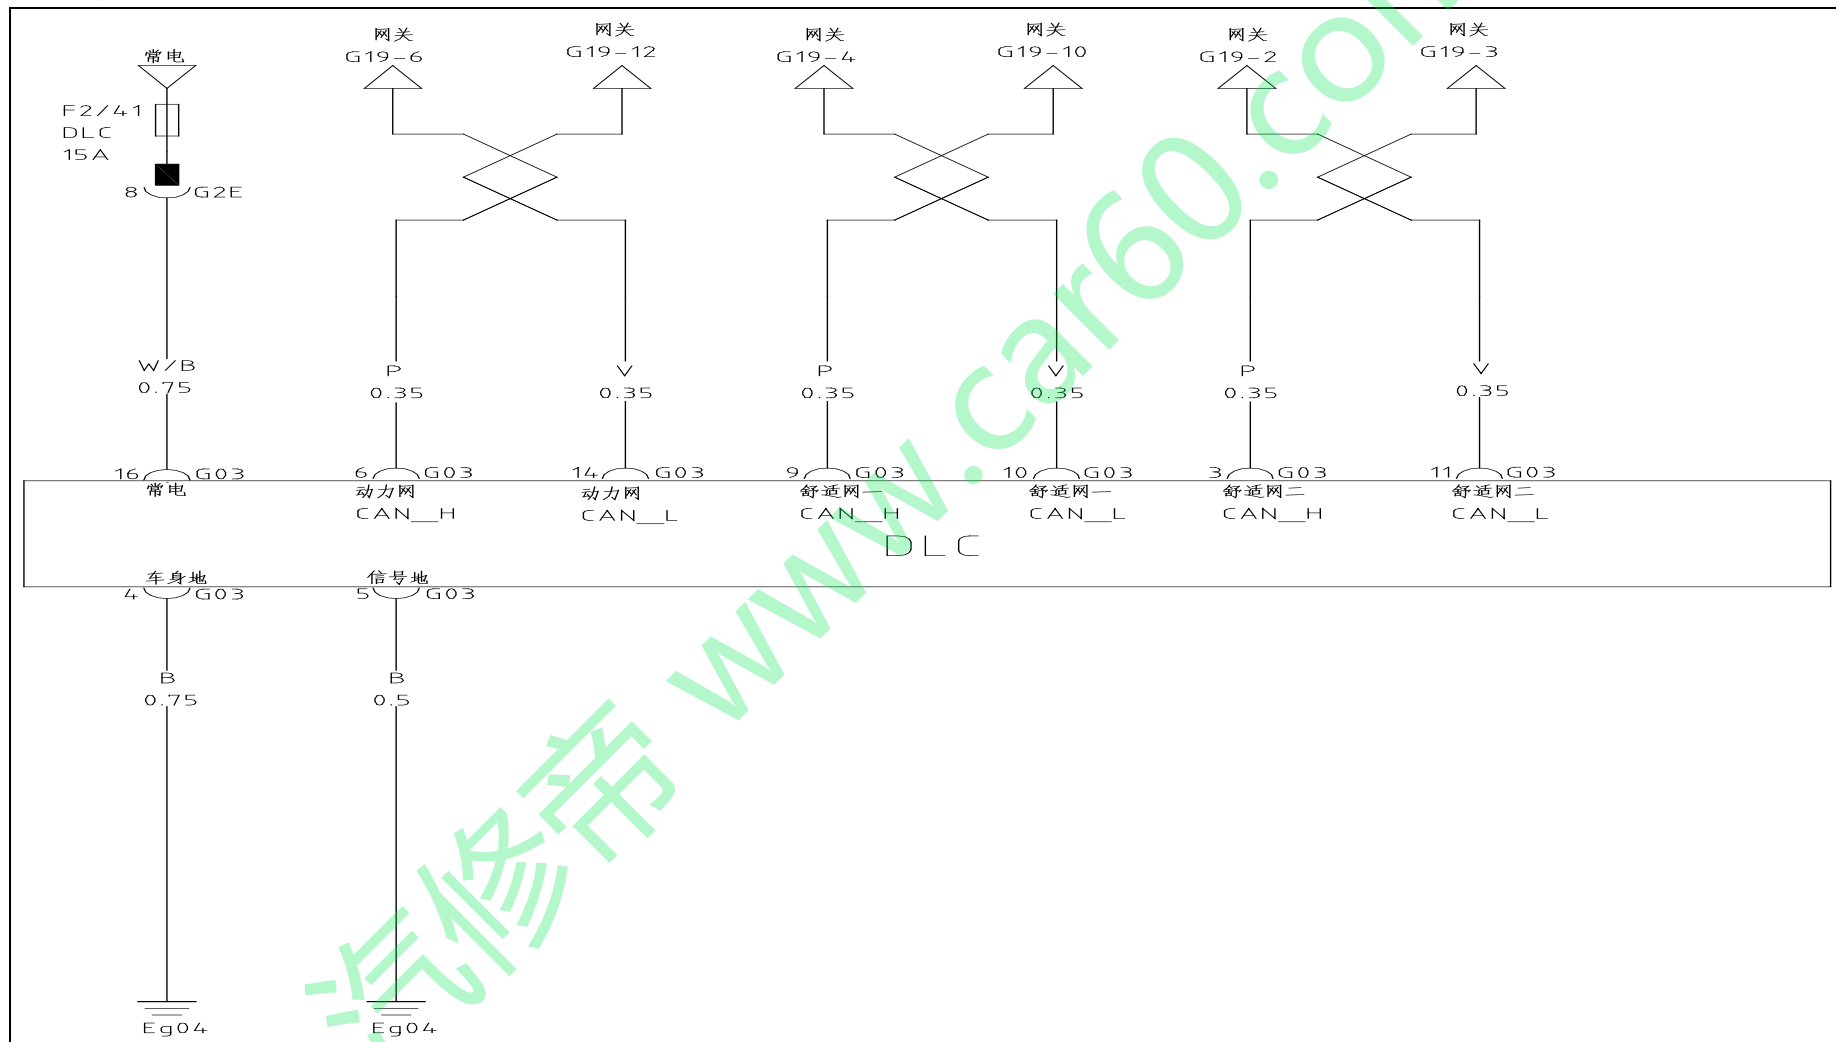 网关
G19-6
网关
G19-12
网关
G19-4
网关
G19-10
网关
G19-2
网关
G19-3
常电
F2/41
DLC
15A
8 G2E
W/B
0.75
P
0.35
V
0.35
P
0.35
V
0.35
P
0.35
V
0.35
16 G03
常电
6 G03
动力网
CAN_H
14 G03
动力网
CAN_L
9 G03
舒适网一
CAN_H
10 G03
舒适网一
CAN_L
3 G03
舒适网二
CAN_H
11 G03
舒适网二
CAN_L
DLC
车身地
4 G03
信号地
5 G03
B
0.75
B
0.5
Eg04
Eg04
汽修帝 www.car60.com